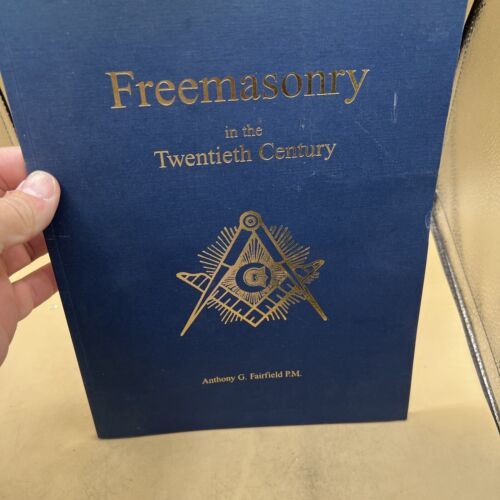 Freemasonry
in the
Twentieth Century
G
Anthony G. Fairfield P.M.